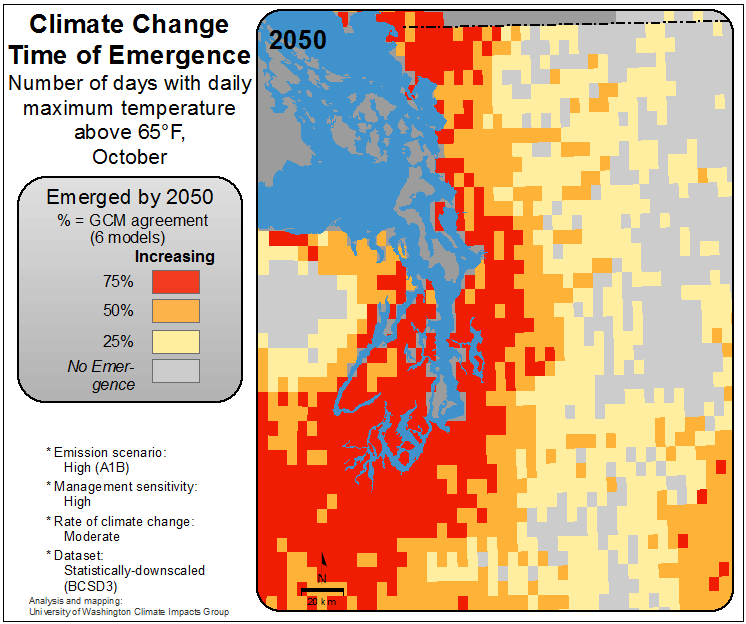 Climate Change
Time of Emergence
Number of days with daily
maximum temperature
above 65°F,
October
Emerged by 2050
% = GCM agreement
(6 models)
Increasing
75%
50%
25%
No Emer-
gence
* Emission scenario:
High (A1B)
* Management sensitivity:
High
* Rate of climate change:
Moderate
* Dataset:
Statistically-downscaled
(BCSD3)
Analysis and mapping:
University of Washington Climate Impacts Group
2050
N
20 km